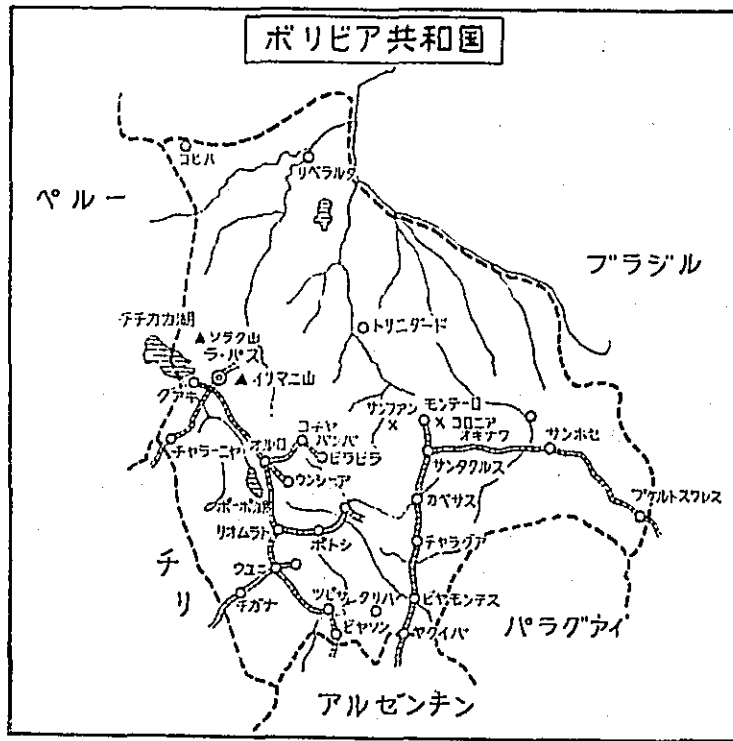 ボリビア共和国
コビハ
リベラルタ
ペルー
ブラジル
チチカカ湖
▲ソラク山
ラ・パス
▲イリマニ山
トリニダード
グアキ
サンファン
モンテーロ
コロニア
オキナワ
サンホセ
チャラーニャ
オルロ
コチャ
バンバ
ビラビラ
ウンシーア
サンタクルス
ポーポ湖
カベサス
プケルトスワレス
リオムラト
ポトシ
チャラグア
チリ
ウユニ
チガナ
ツピサ
タリハ
ビヤモンテス
ビヤソン
ヤクイバ
パラグアイ
アルゼンチン